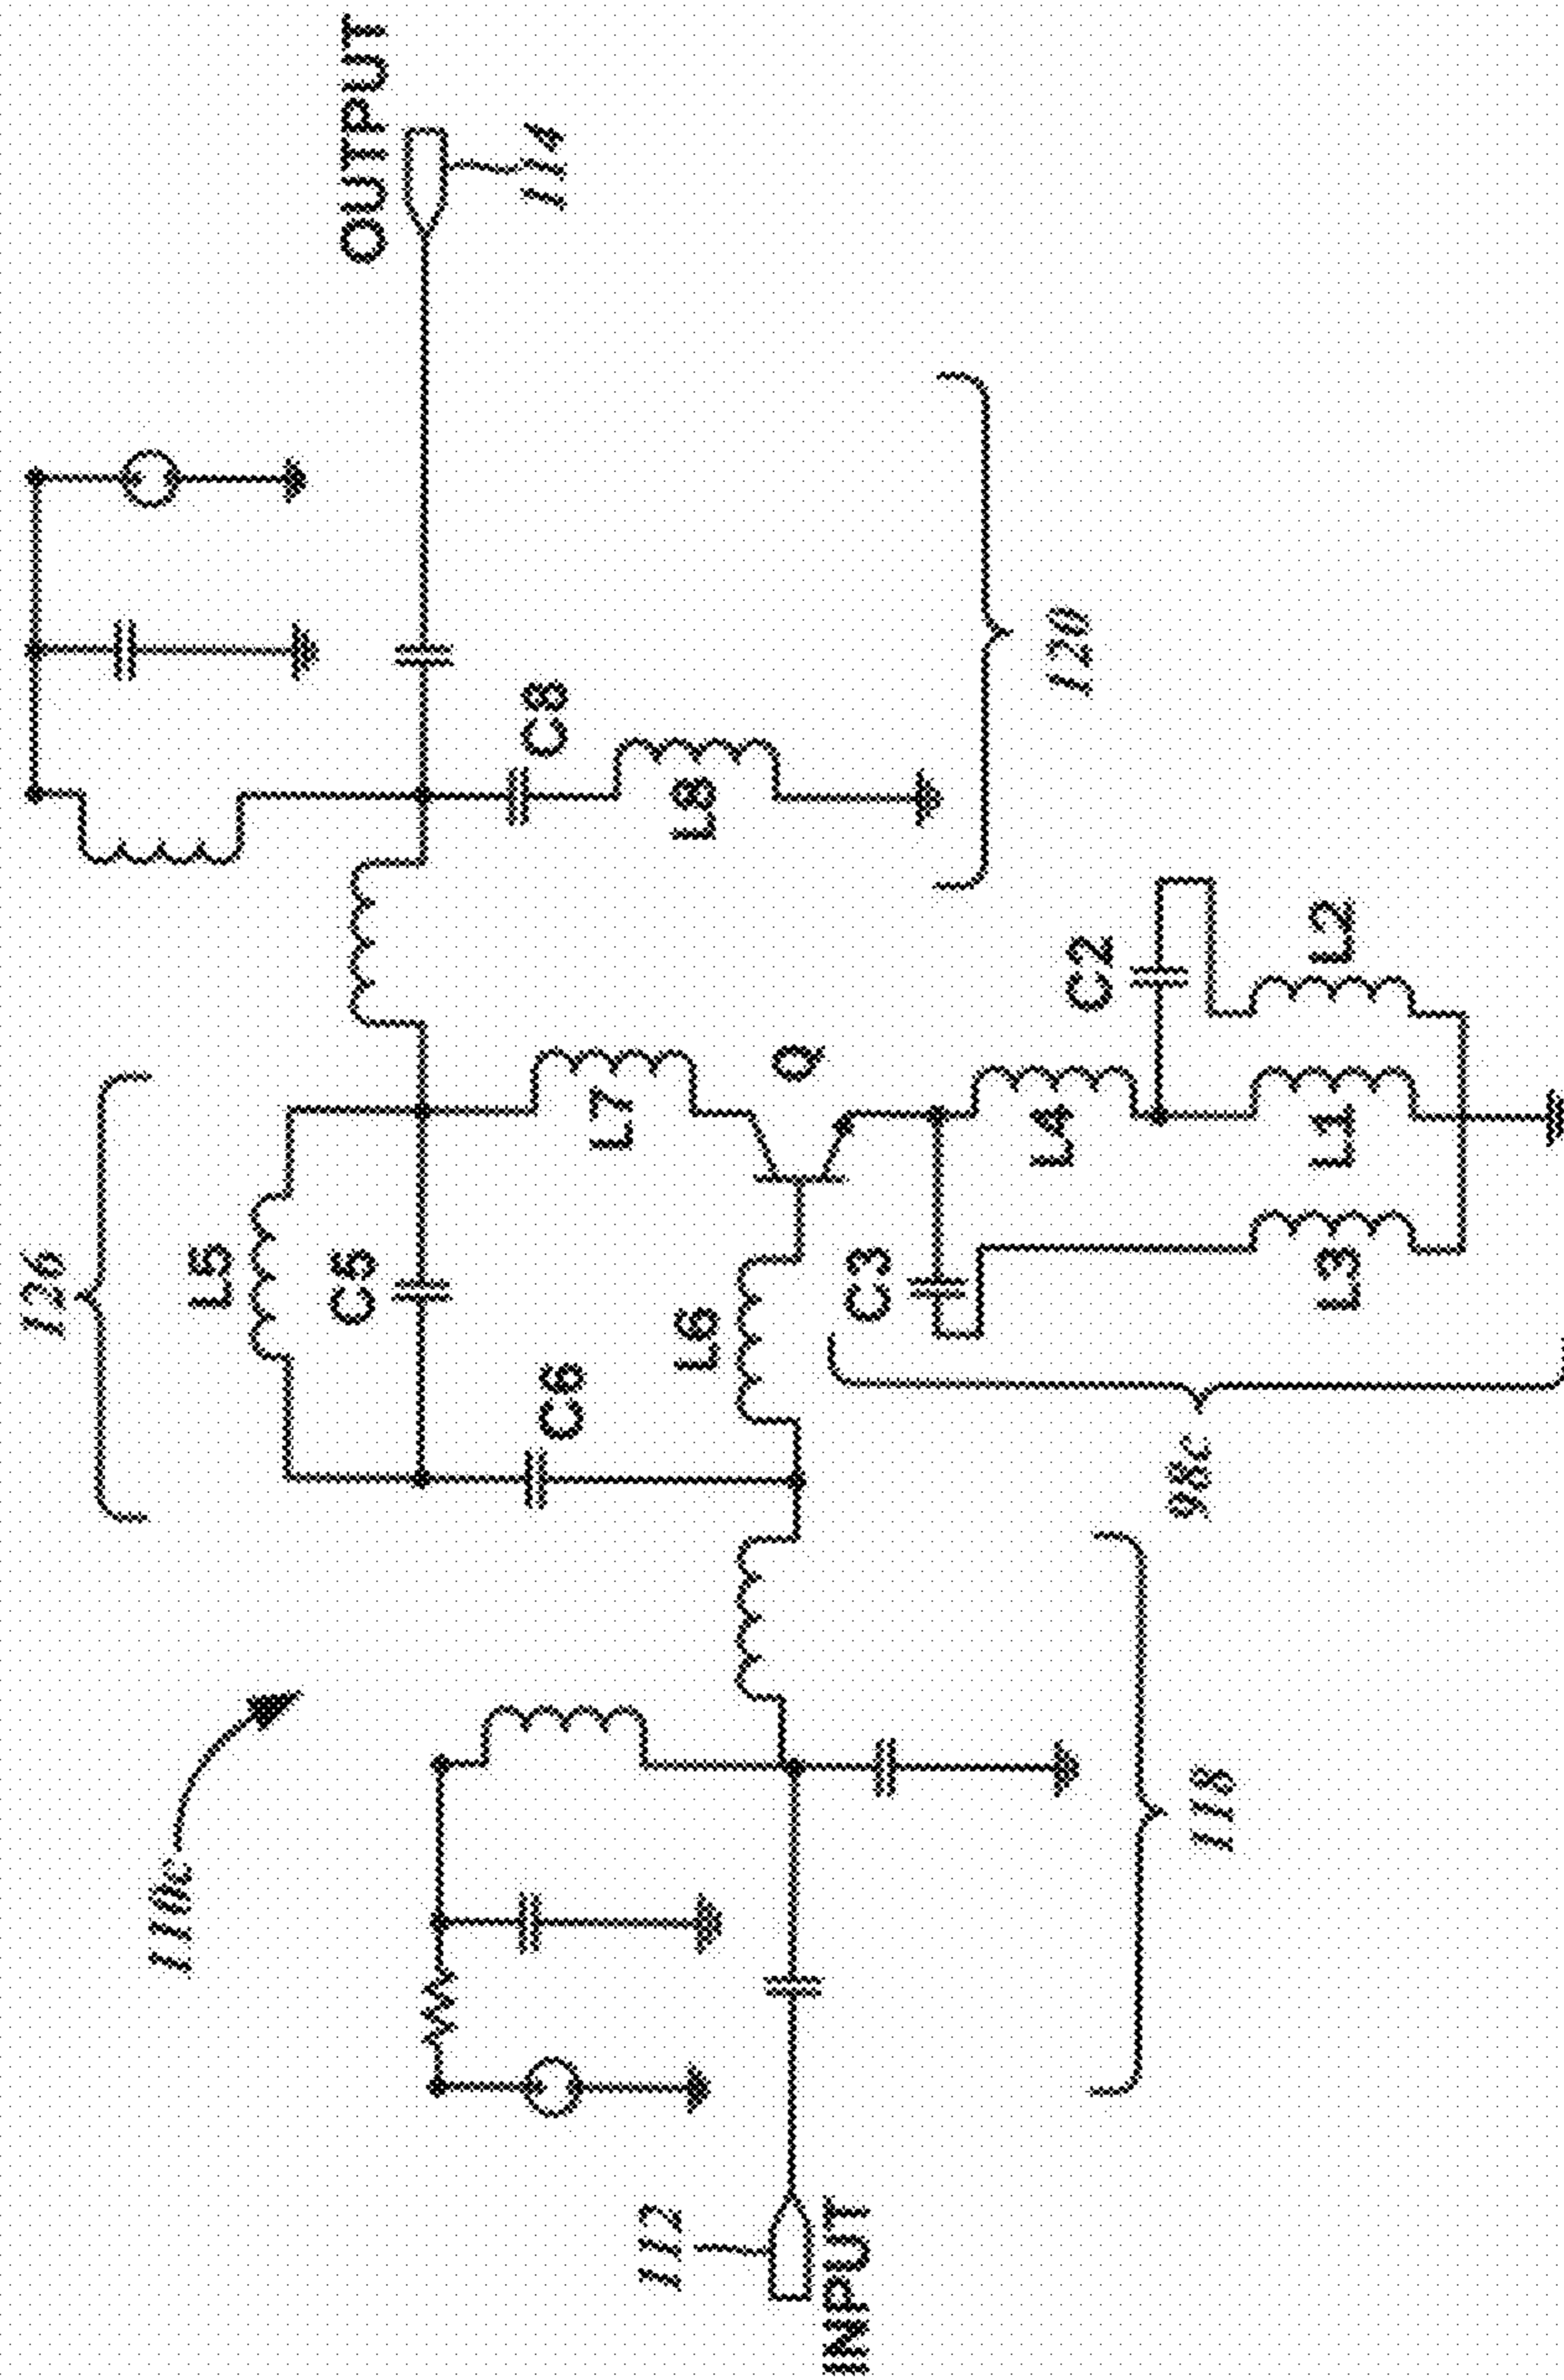 110c
126
L5
C5
C6
L6
L7
Q
C3
L4
C2
L3
L1
L2
98c
118
120
C8
L8
112
INPUT
OUTPUT
114